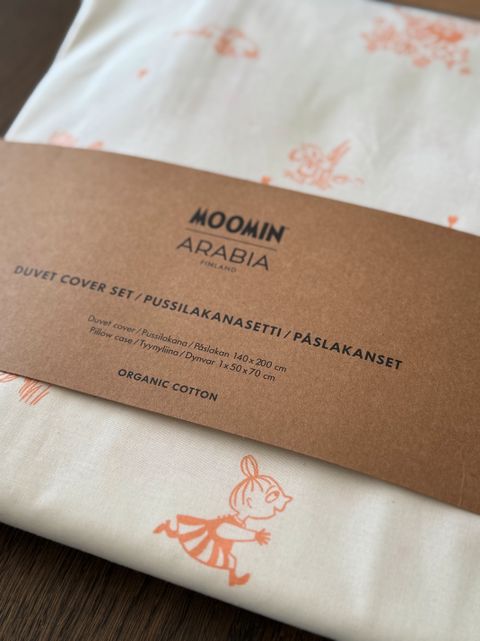 MOOMIN™
ARABIA
FINLAND
DUVET COVER SET / PUSSILAKANASETTI / PÅSLAKANSET
Duvet cover / Pussilakana / Påslakan 140 x 200 cm
Pillow case / Tyynyliina / Dynvar 1 x 50 x 70 cm
ORGANIC COTTON